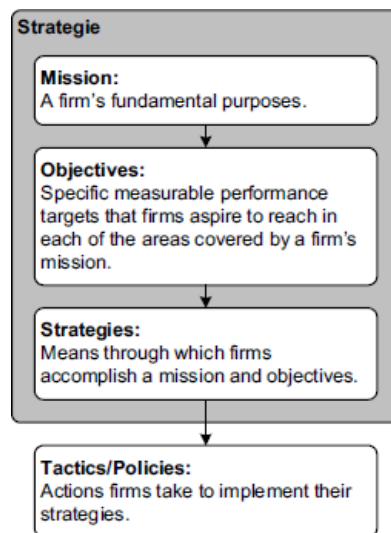 Strategie
Mission:
A firm's fundamental purposes.
Objectives:
Specific measurable performance
targets that firms aspire to reach in
each of the areas covered by a firm's
mission.
Strategies:
Means through which firms
accomplish a mission and objectives.
Tactics/Policies:
Actions firms take to implement their
strategies.